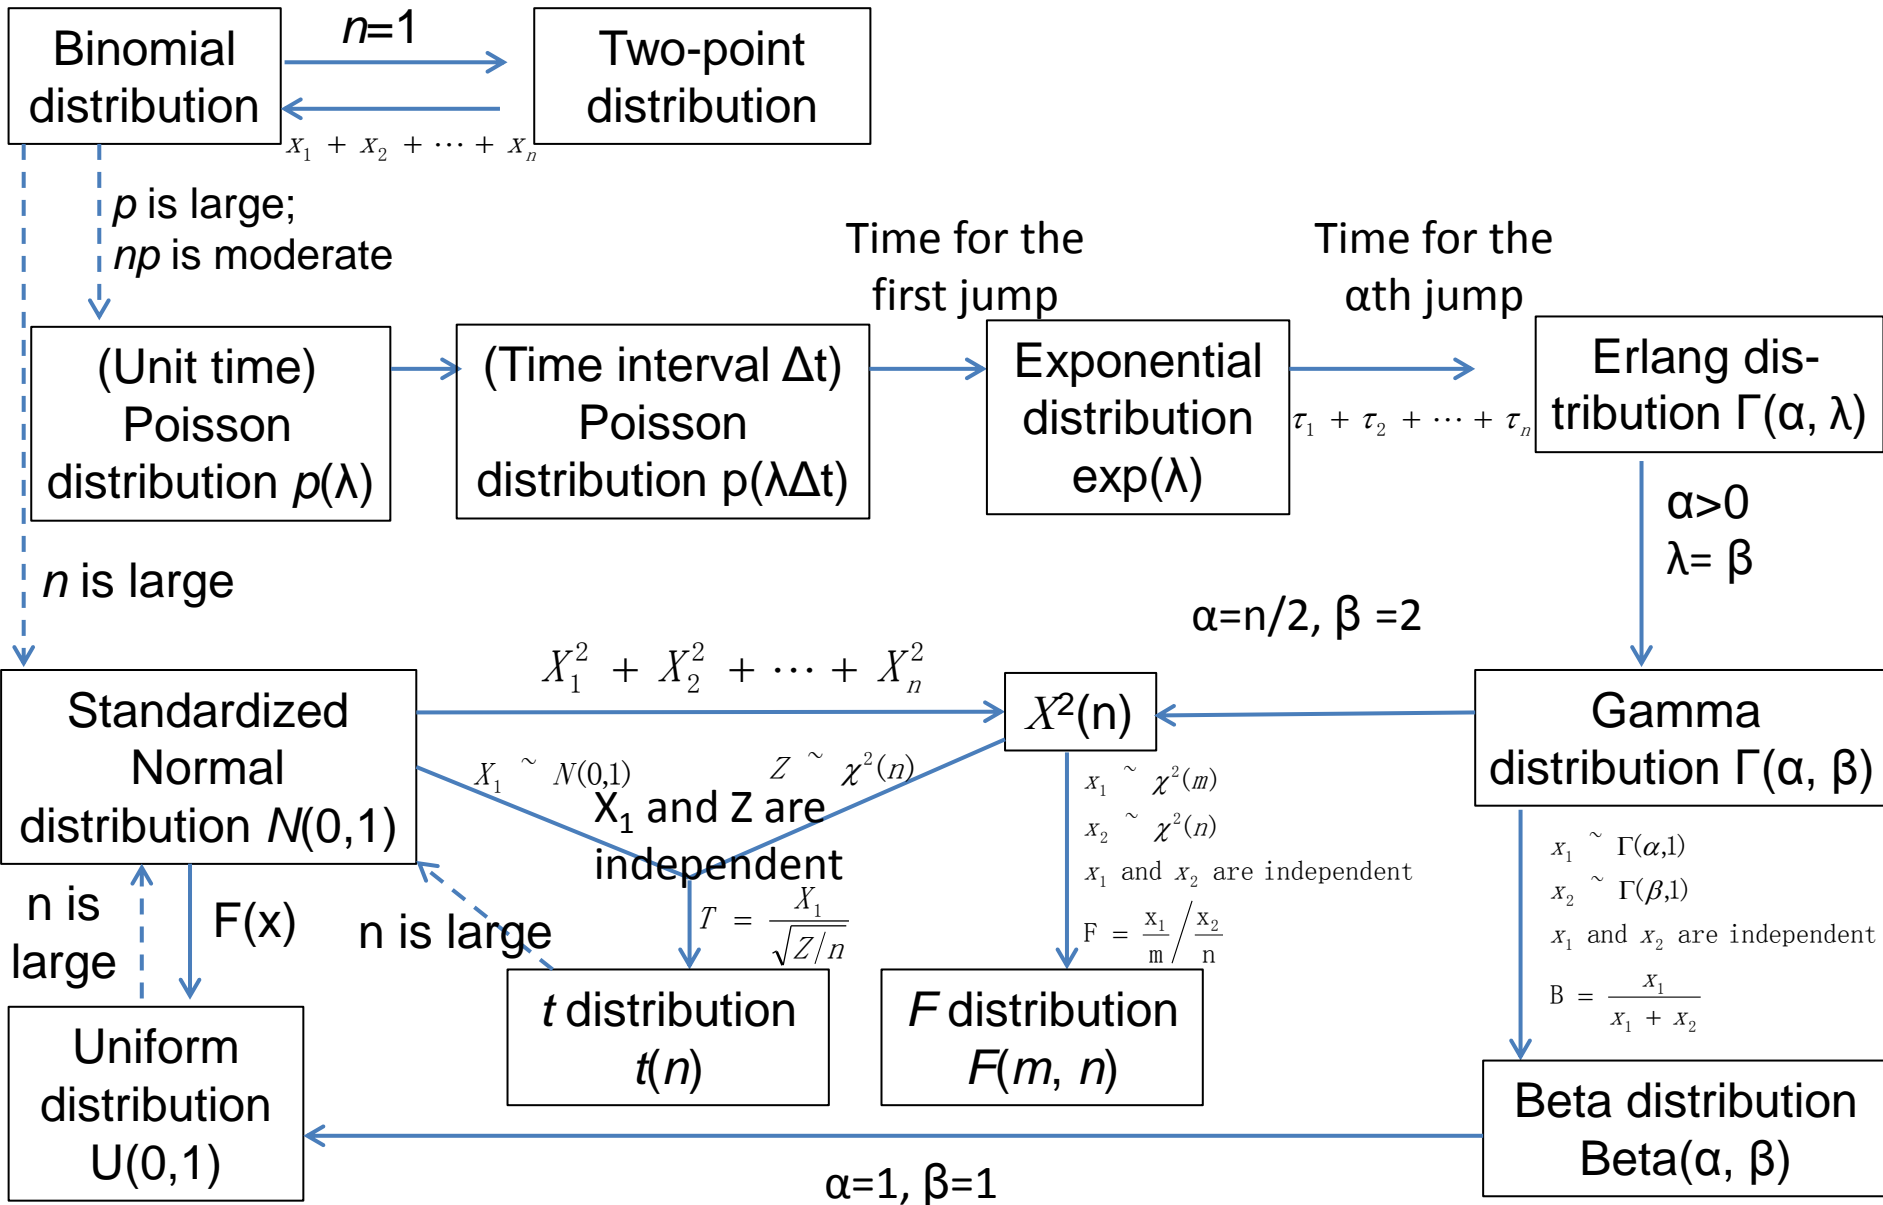 Binomial
distribution
n=1
Two-point
distribution
x₁ + x₂ + ⋯ + xₙ
p is large;
np is moderate
Time for the
first jump
Time for the
αth jump
(Unit time)
Poisson
distribution p(λ)
(Time interval Δt)
Poisson
distribution p(λΔt)
Exponential
distribution
exp(λ)
τ₁ + τ₂ + ⋯ + τₙ
Erlang dis-
tribution Γ(α, λ)
α>0
λ= β
n is large
α=n/2, β =2
X₁² + X₂² + ⋯ + Xₙ²
Standardized
Normal
distribution N(0,1)
X²(n)
Gamma
distribution Γ(α, β)
X₁ ~ N(0,1)
Z ~ χ²(n)
X₁ and Z are
independent
T = X₁ / √(Z/n)
x₁ ~ χ²(m)
x₂ ~ χ²(n)
x₁ and x₂ are independent
F = x₁/m / x₂/n
x₁ ~ Γ(α,1)
x₂ ~ Γ(β,1)
x₁ and x₂ are independent
B = x₁ / (x₁ + x₂)
n is
large
F(x)
n is large
Uniform
distribution
U(0,1)
t distribution
t(n)
F distribution
F(m, n)
Beta distribution
Beta(α, β)
α=1, β=1